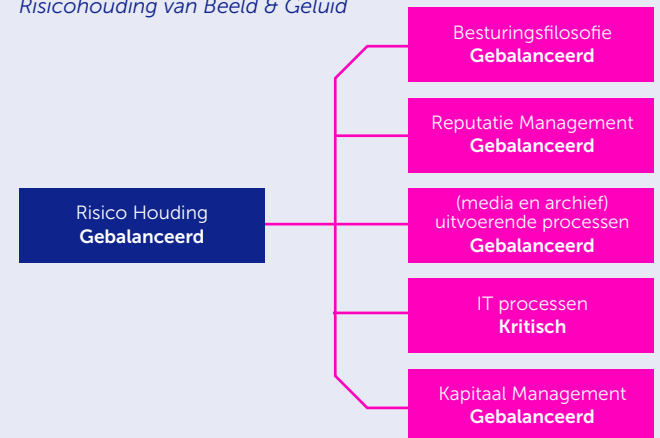 Risicohouding van Beeld & Geluid
Risico Houding
Gebalanceerd
Besturingsfilosofie
Gebalanceerd
Reputatie Management
Gebalanceerd
(media en archief)
uitvoerende processen
Gebalanceerd
IT processen
Kritisch
Kapitaal Management
Gebalanceerd